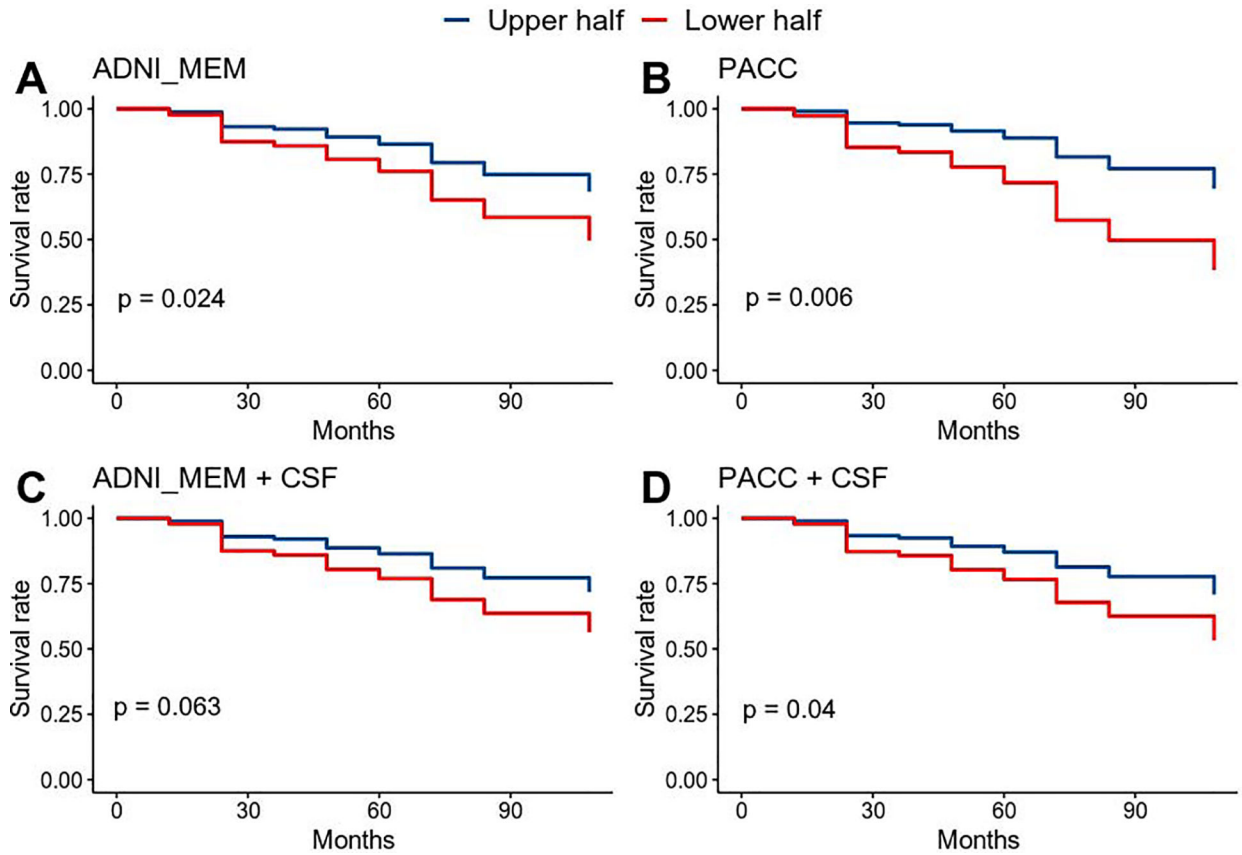 Upper half Lower half
A ADNI_MEM
1.00
0.75
0.50
0.25
0.00
Survival rate
p = 0.024
0 30 60 90
Months
B PACC
1.00
0.75
0.50
0.25
0.00
Survival rate
p = 0.006
0 30 60 90
Months
C ADNI_MEM + CSF
1.00
0.75
0.50
0.25
0.00
Survival rate
p = 0.063
0 30 60 90
Months
D PACC + CSF
1.00
0.75
0.50
0.25
0.00
Survival rate
p = 0.04
0 30 60 90
Months